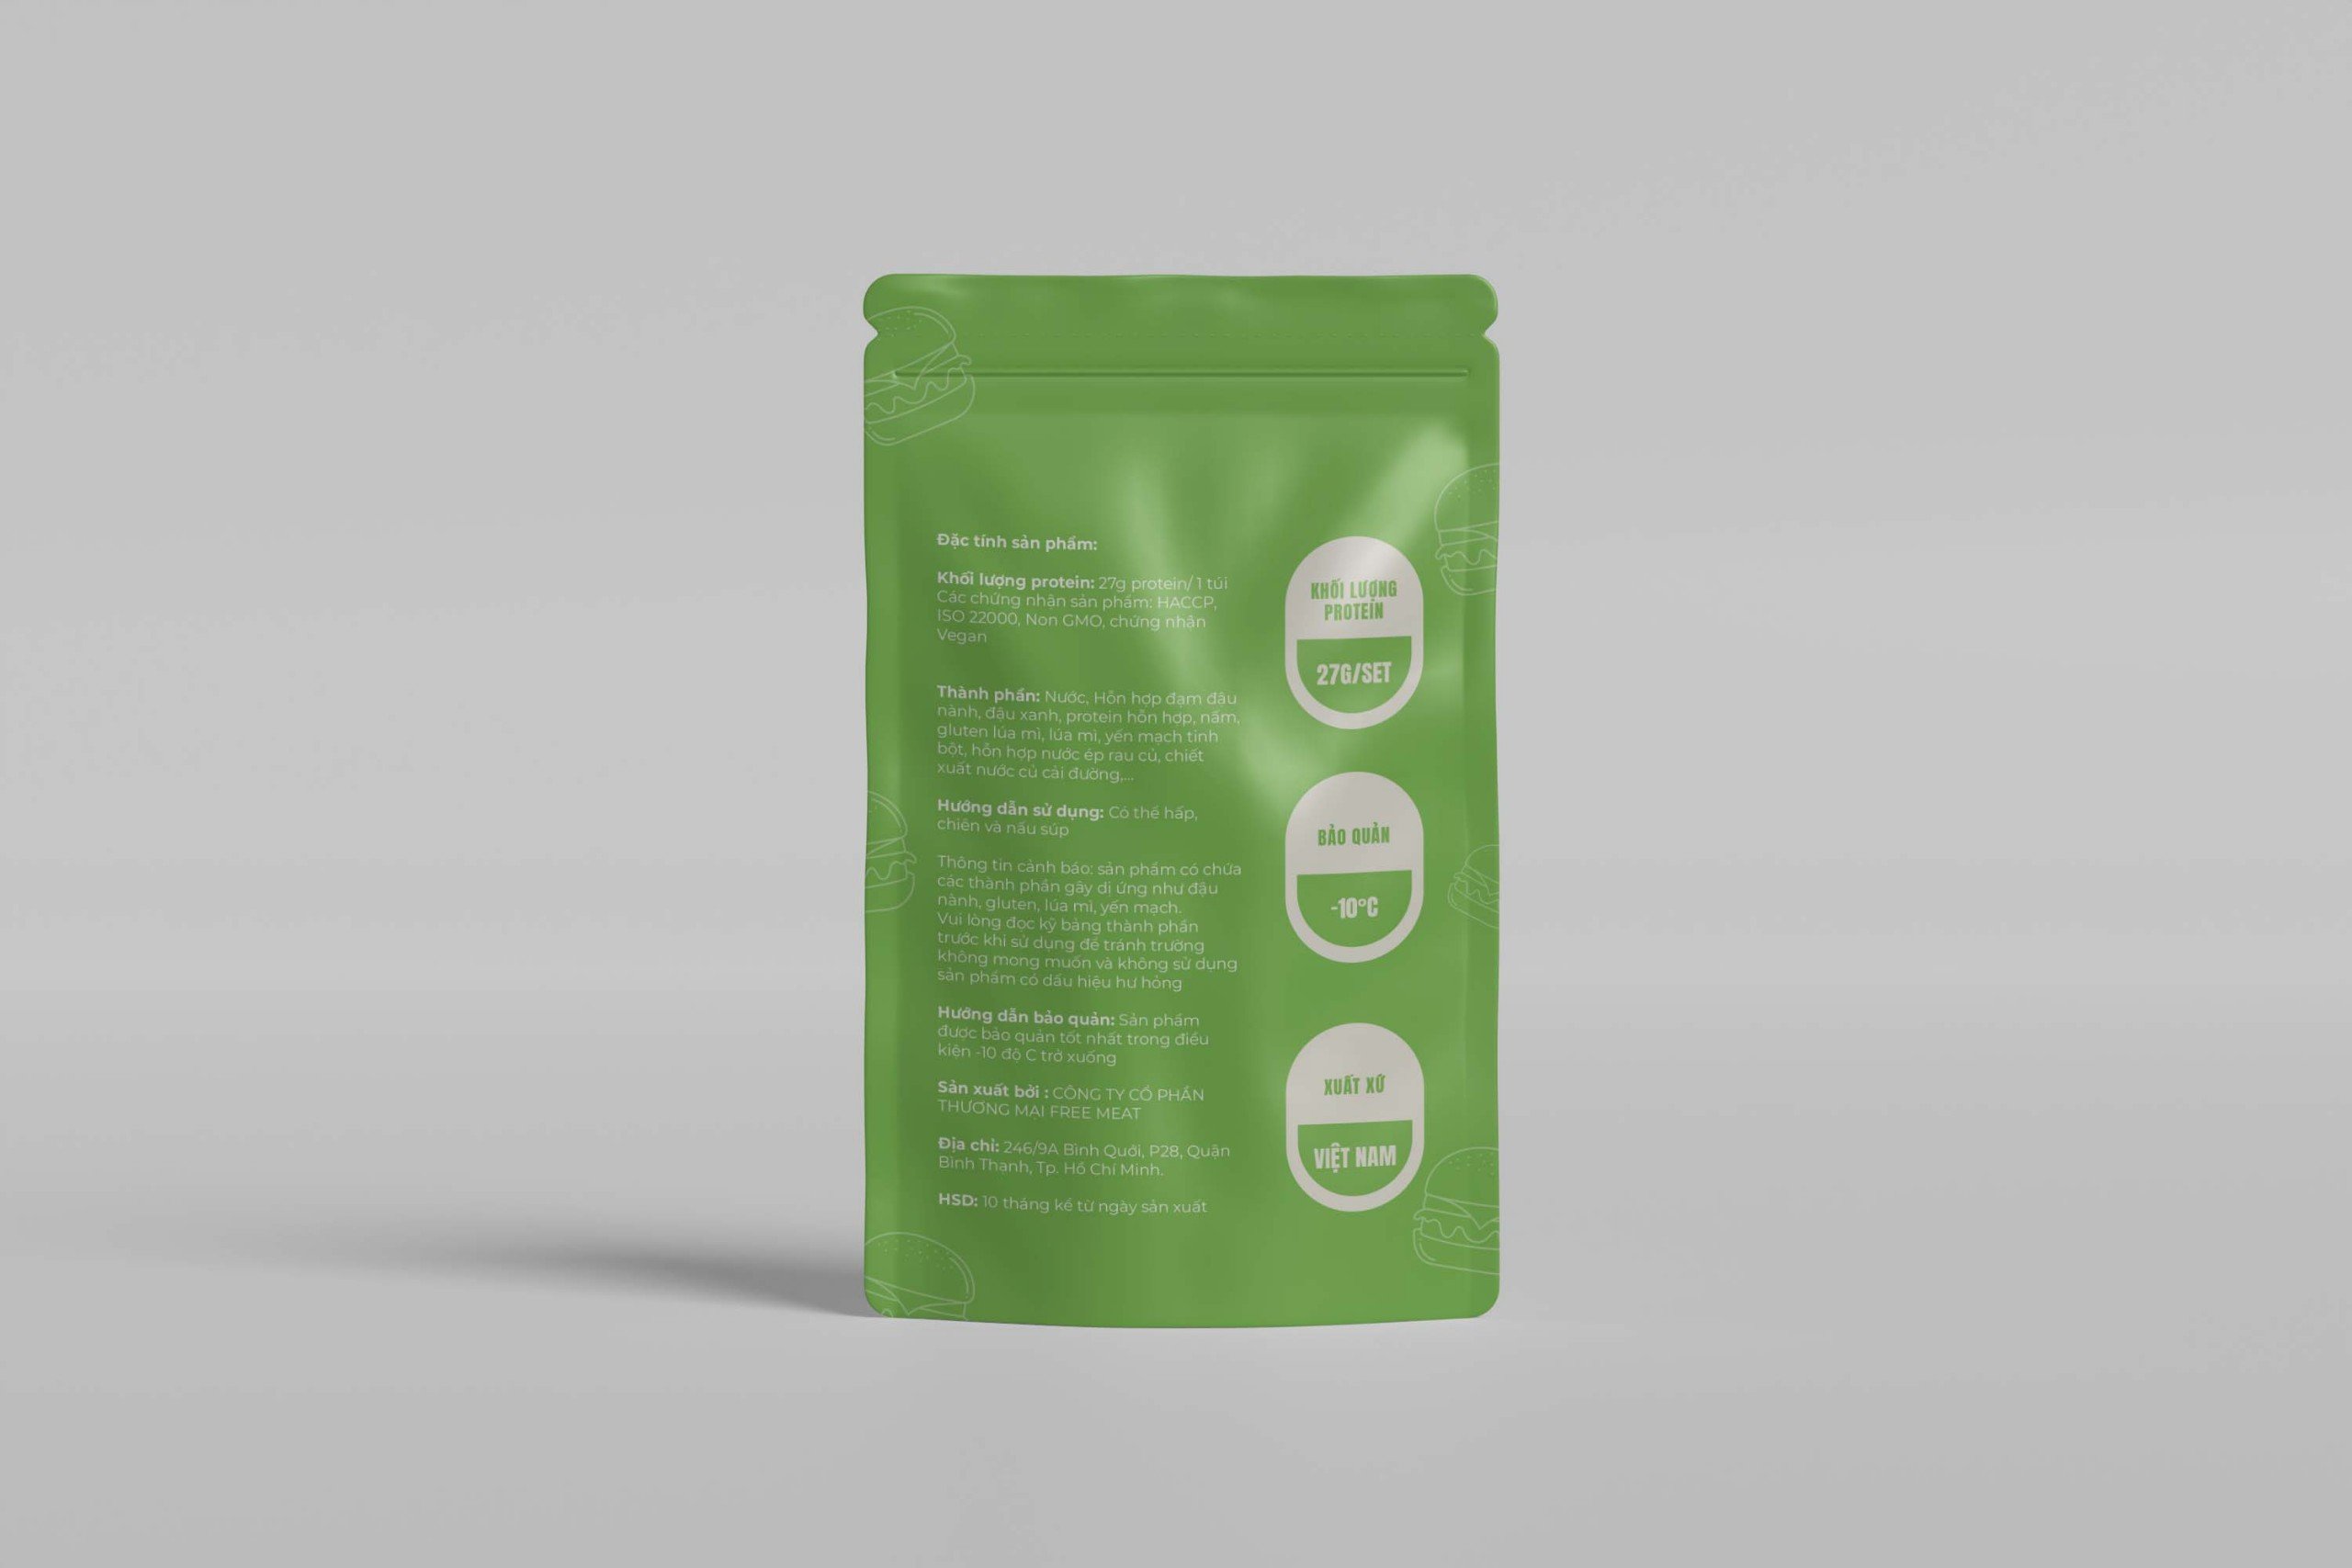 Đặc tính sản phẩm:
Khối lượng protein: 27g protein/ 1 túi
Các chứng nhận sản phẩm: HACCP,
ISO 22000, Non GMO, chứng nhận
Vegan
Thành phần: Nước, Hỗn hợp đạm đậu
nành, đậu xanh, protein hỗn hợp, nấm,
gluten lúa mì, lúa mì, yến mạch tinh
bột, hỗn hợp nước ép rau củ, chiết
xuất nước củ cải đường,...
Hướng dẫn sử dụng: Có thể hấp,
chiên và nấu súp
Thông tin cảnh báo: sản phẩm có chứa
các thành phần gây dị ứng như đậu
nành, gluten, lúa mì, yến mạch.
Vui lòng đọc kỹ bảng thành phần
trước khi sử dụng để tránh trường
không mong muốn và không sử dụng
sản phẩm có dấu hiệu hư hỏng
Hướng dẫn bảo quản: Sản phẩm
được bảo quản tốt nhất trong điều
kiện -10 độ C trở xuống
Sản xuất bởi : CÔNG TY CỔ PHẦN
THƯƠNG MẠI FREE MEAT
Địa chỉ: 246/9A Bình Quới, P28, Quận
Bình Thạnh, Tp. Hồ Chí Minh.
HSD: 10 tháng kể từ ngày sản xuất
KHỐI LƯỢNG
PROTEIN
27G/SET
BẢO QUẢN
-10°C
XUẤT XỨ
VIỆT NAM